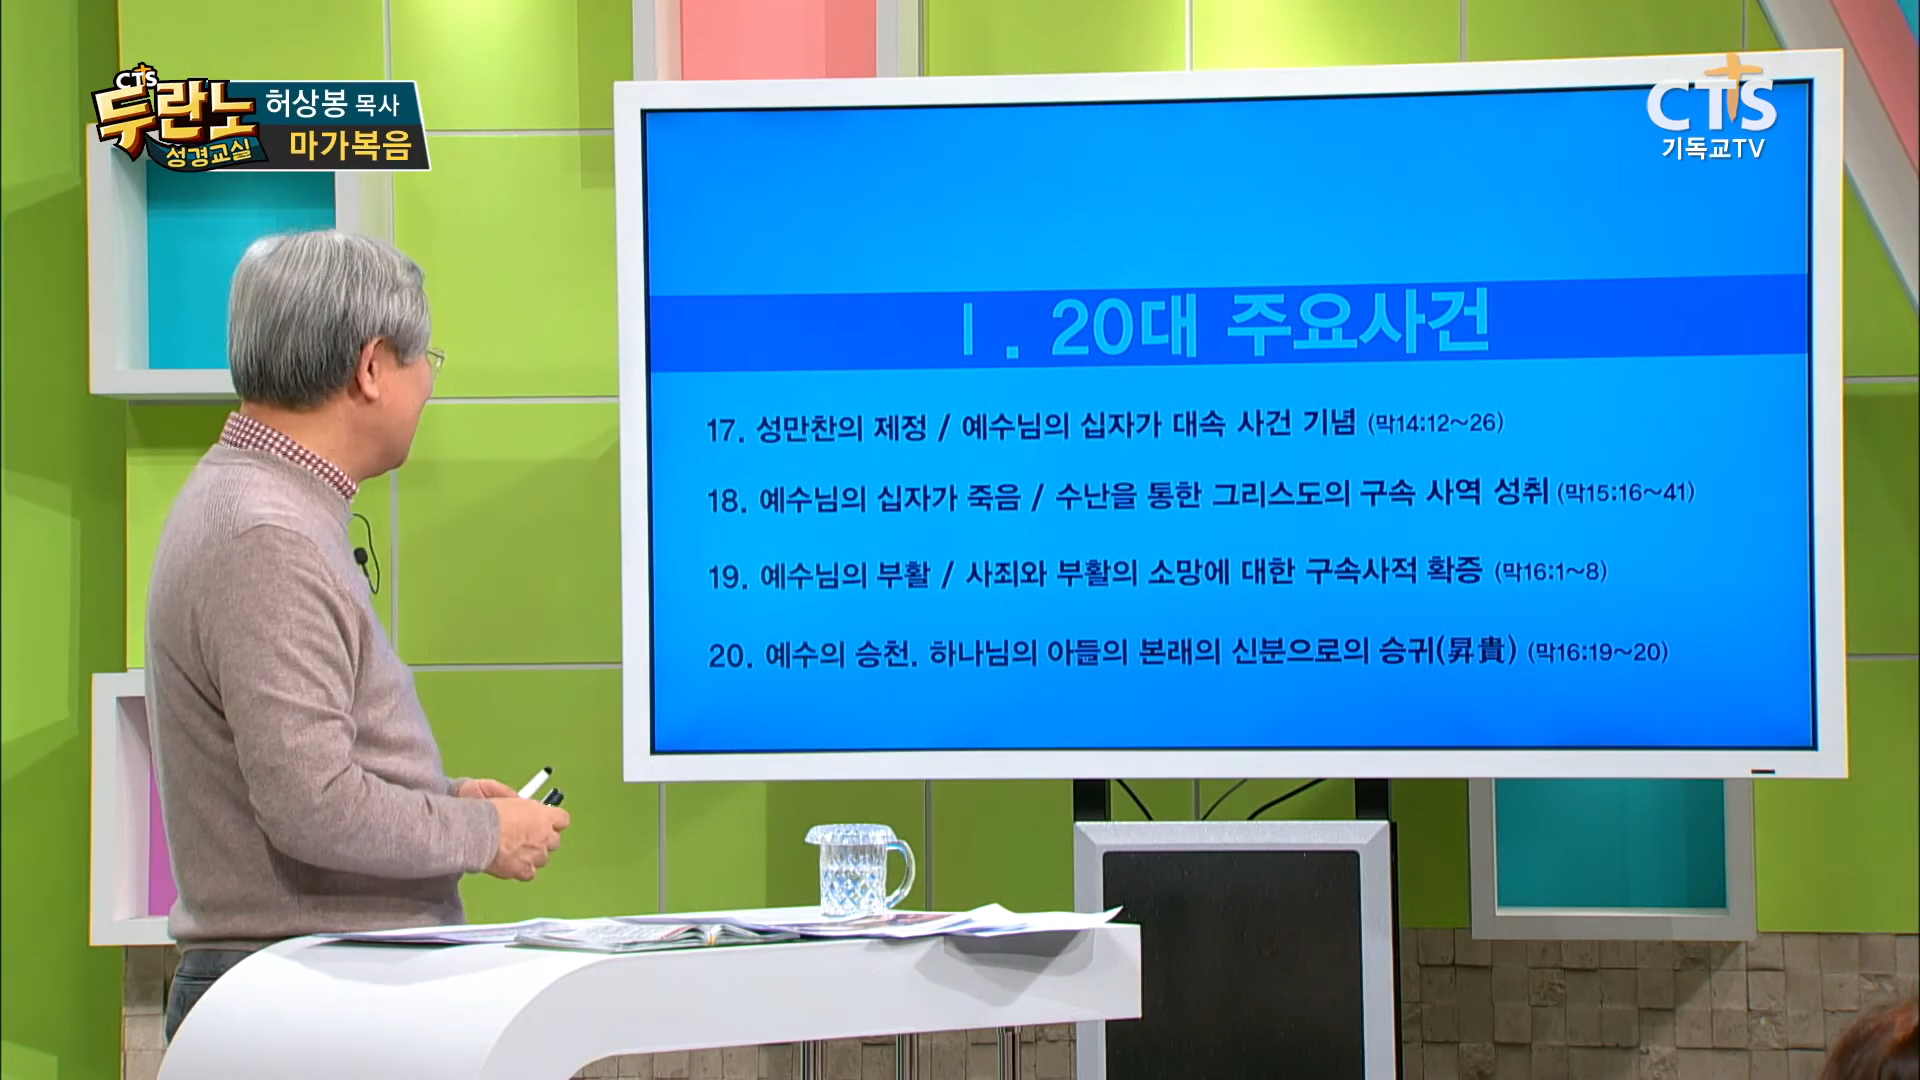 CTS
두란노
성경교실
허상봉 목사
마가복음
CTS
기독교TV
Ⅰ. 20대 주요사건
17. 성만찬의 제정 / 예수님의 십자가 대속 사건 기념 (막14:12~26)
18. 예수님의 십자가 죽음 / 수난을 통한 그리스도의 구속 사역 성취 (막15:16~41)
19. 예수님의 부활 / 사죄와 부활의 소망에 대한 구속사적 확증 (막16:1~8)
20. 예수의 승천. 하나님의 아들의 본래의 신분으로의 승귀(昇貴) (막16:19~20)